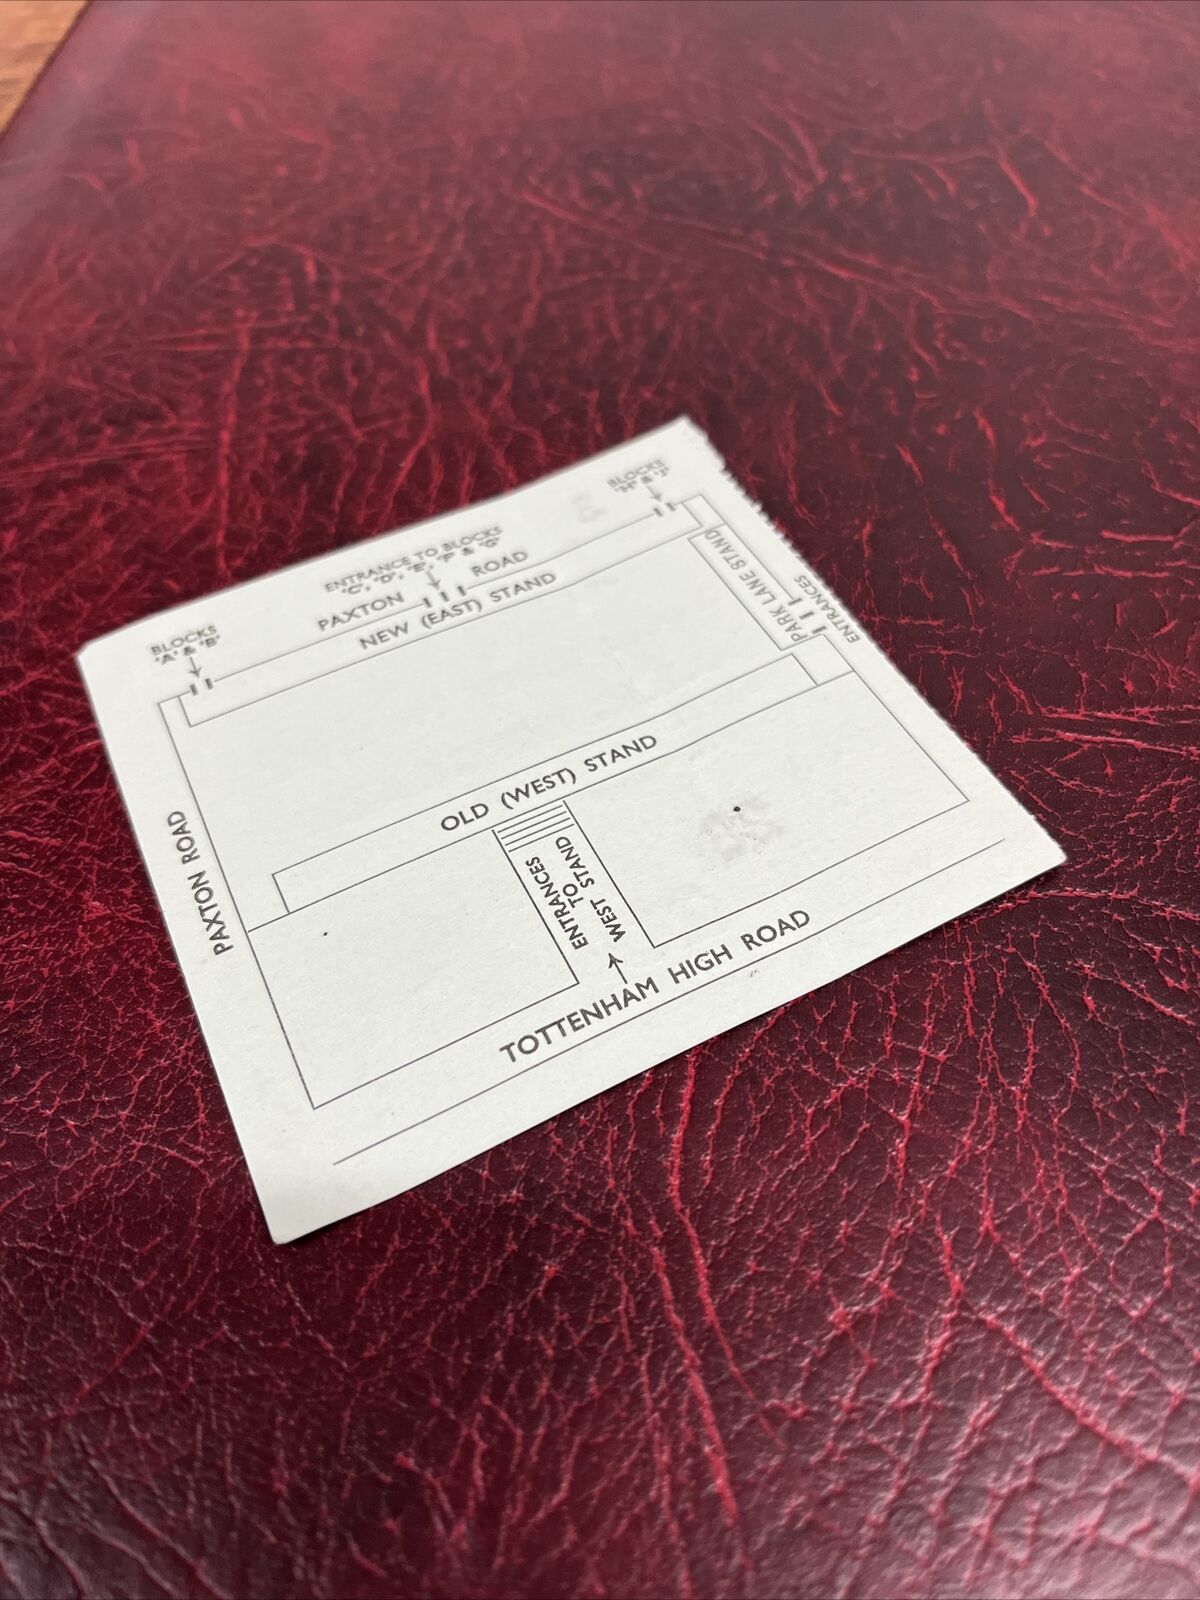 BLOCKS
'H' & 'J'
ENTRANCE TO BLOCKS
'C', 'D', 'E', 'F' & 'G'
PAXTON ROAD
NEW (EAST) STAND
BLOCKS
'A' & 'B'
PARK LANE STAND
ENTRANCES
OLD (WEST) STAND
PAXTON ROAD
ENTRANCES
TO
WEST STAND
TOTTENHAM HIGH ROAD